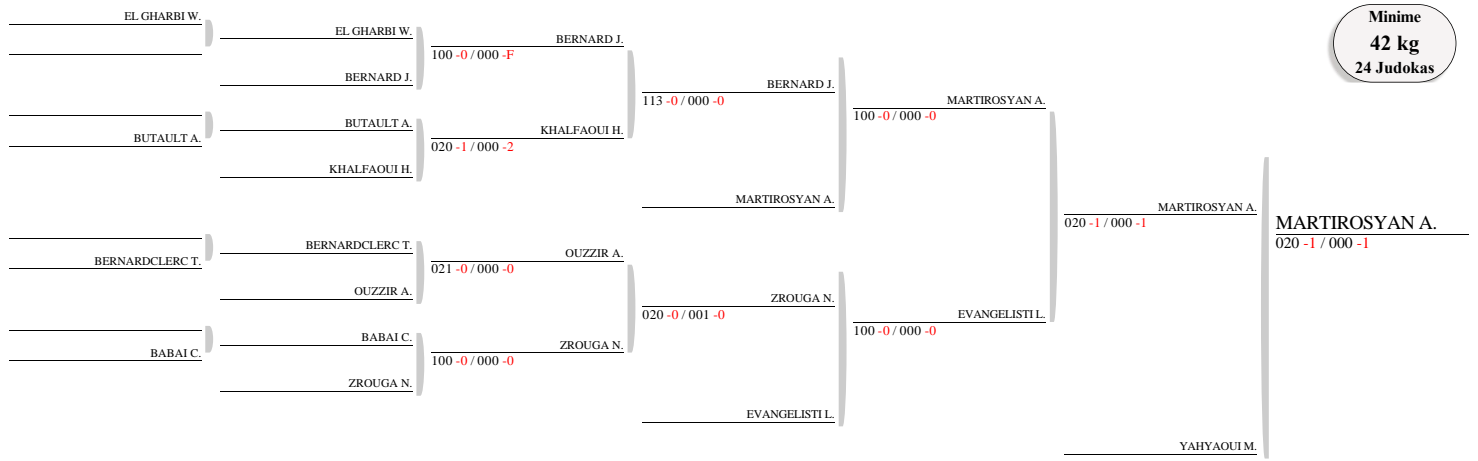 EL GHARBI W.
BUTAULT A.
BERNARDCLERC T.
BABAI C.
EL GHARBI W.
BERNARD J.
BUTAULT A.
KHALFAOUI H.
BERNARDCLERC T.
OUZZIR A.
BABAI C.
ZROUGA N.
BERNARD J.
100 -0 / 000 -F
KHALFAOUI H.
020 -1 / 000 -2
OUZZIR A.
021 -0 / 000 -0
ZROUGA N.
100 -0 / 000 -0
BERNARD J.
113 -0 / 000 -0
MARTIROSYAN A.
ZROUGA N.
020 -0 / 001 -0
EVANGELISTI L.
MARTIROSYAN A.
100 -0 / 000 -0
EVANGELISTI L.
100 -0 / 000 -0
MARTIROSYAN A.
020 -1 / 000 -1
YAHYAOUI M.
MARTIROSYAN A.
020 -1 / 000 -1
Minime
42 kg
24 Judokas